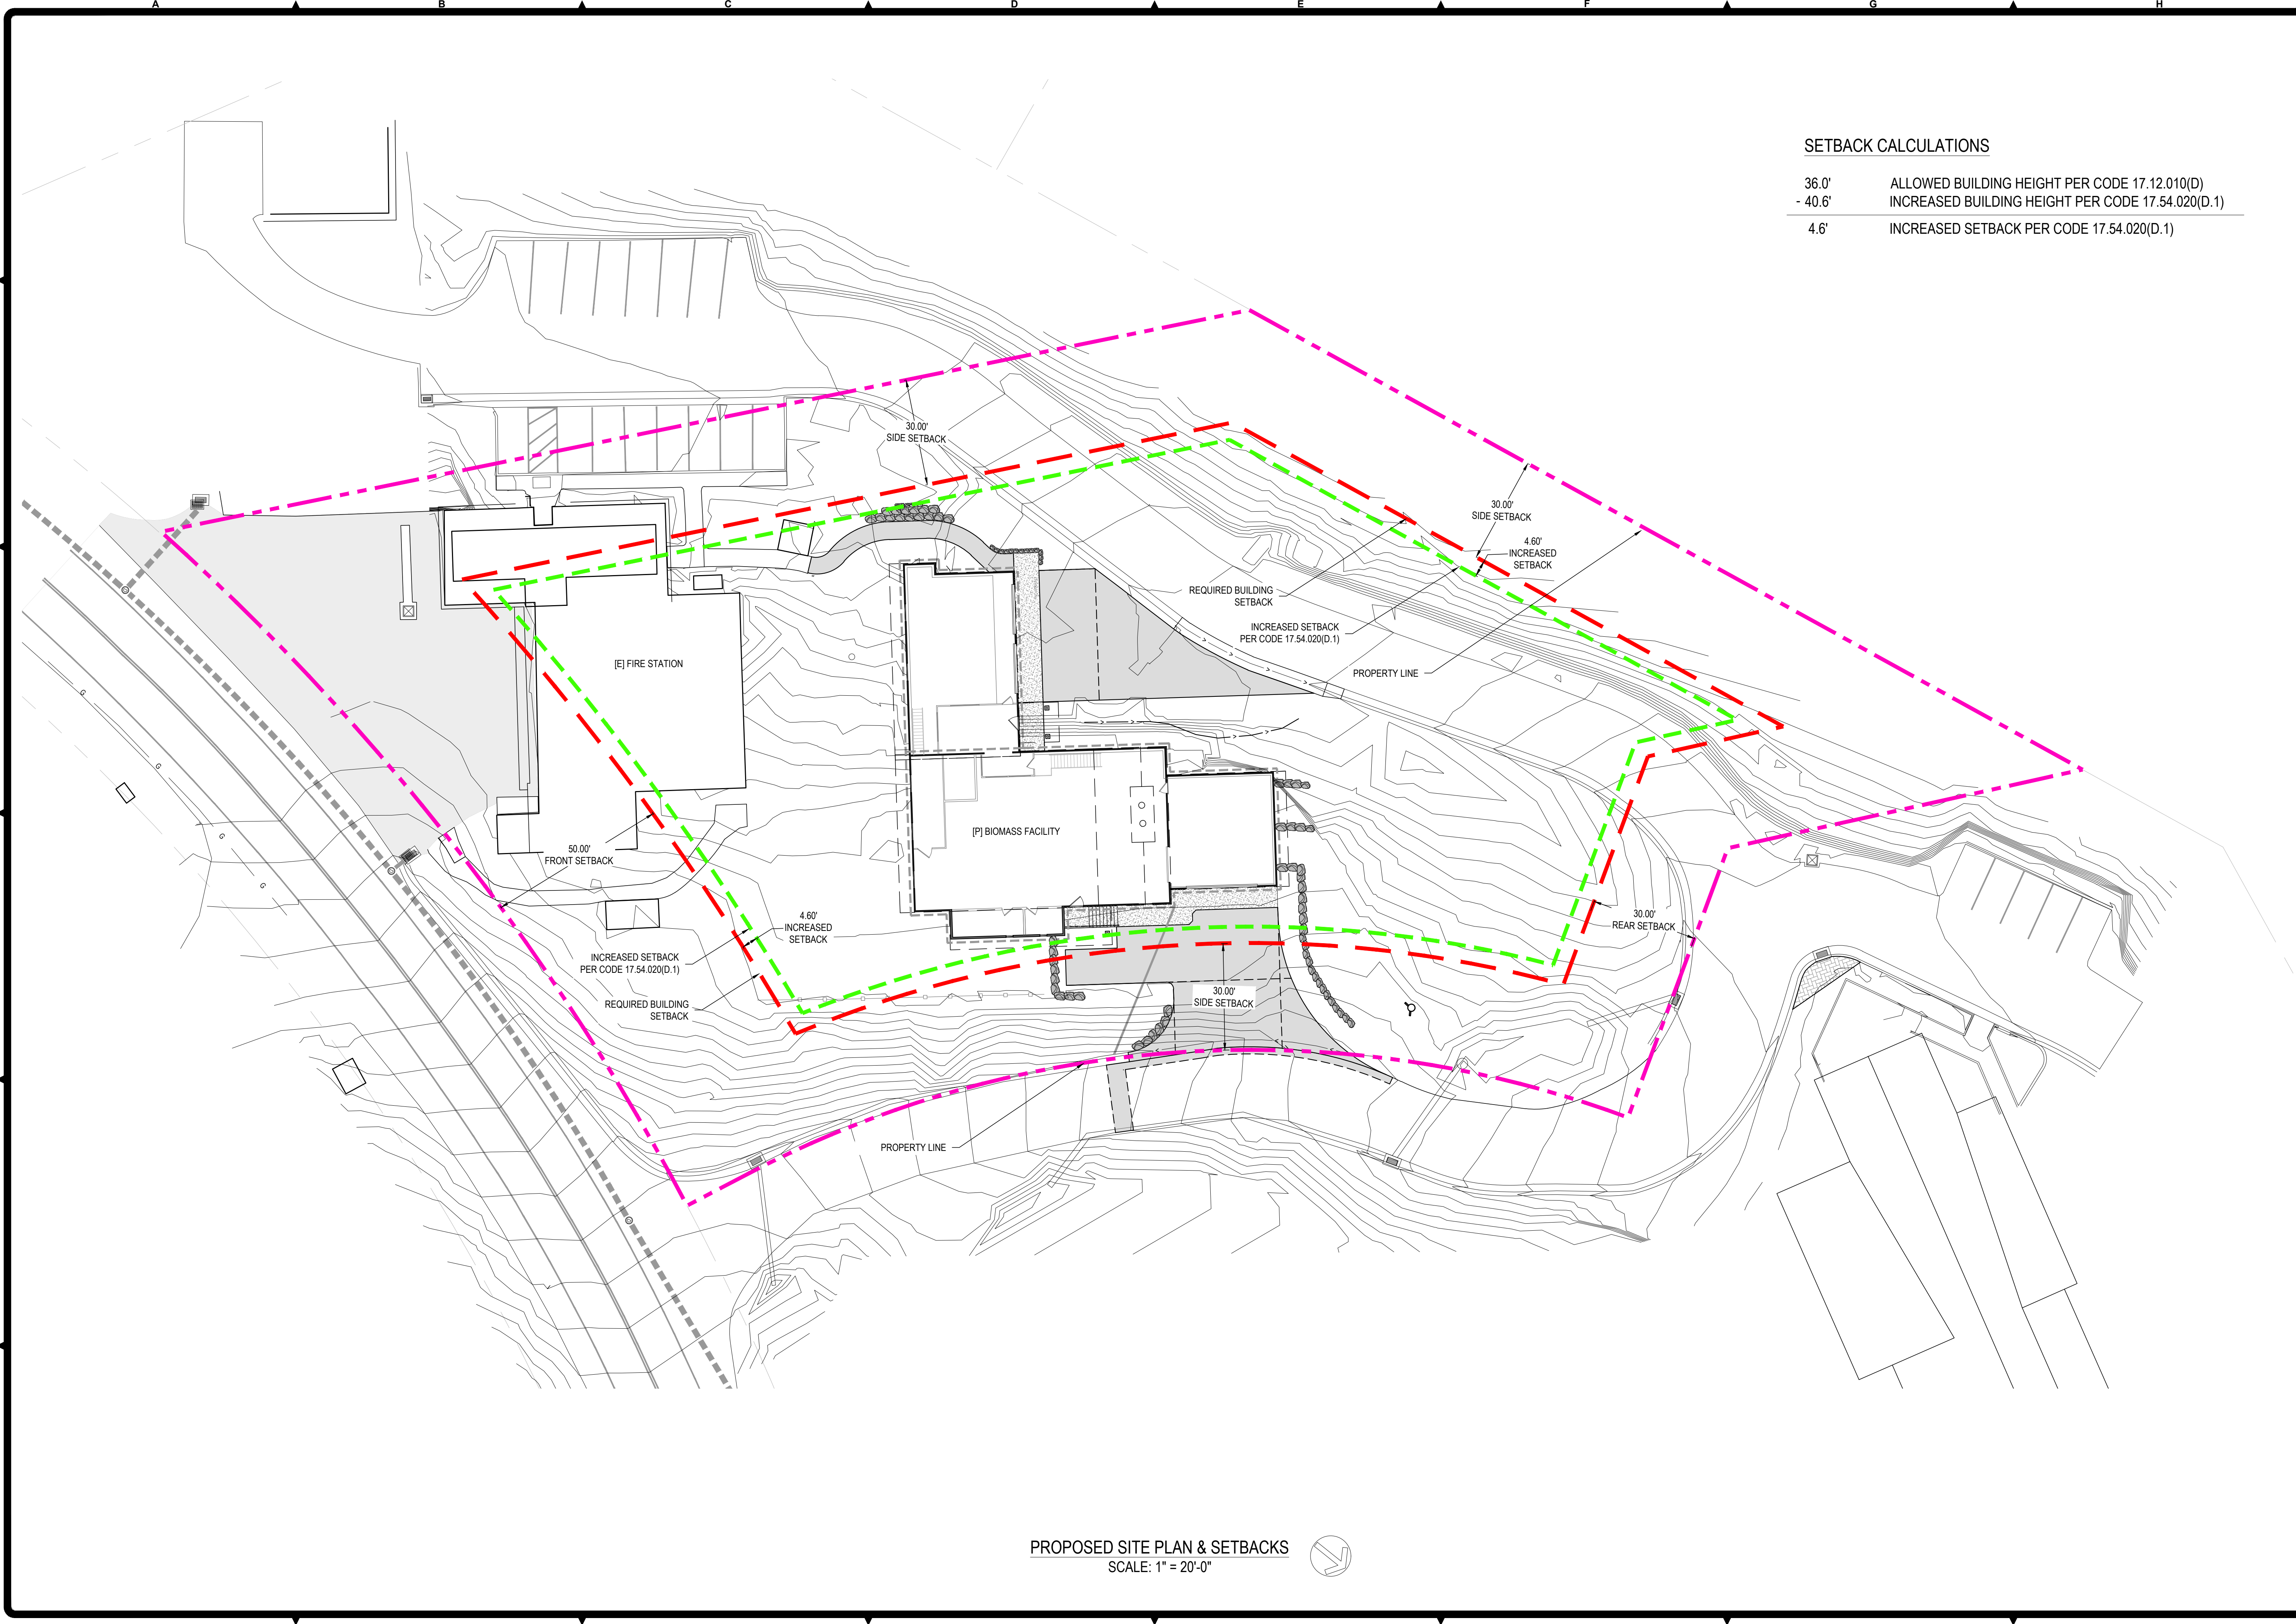 A B C D E F G H
SETBACK CALCULATIONS
36.0' ALLOWED BUILDING HEIGHT PER CODE 17.12.010(D)
- 40.6' INCREASED BUILDING HEIGHT PER CODE 17.54.020(D.1)
4.6' INCREASED SETBACK PER CODE 17.54.020(D.1)
30.00'
SIDE SETBACK
30.00'
SIDE SETBACK
4.60'
INCREASED
SETBACK
REQUIRED BUILDING
SETBACK
INCREASED SETBACK
PER CODE 17.54.020(D.1)
PROPERTY LINE
[E] FIRE STATION
G
G
G
G
[P] BIOMASS FACILITY
50.00'
FRONT SETBACK
4.60'
INCREASED
SETBACK
30.00'
REAR SETBACK
INCREASED SETBACK
PER CODE 17.54.020(D.1)
REQUIRED BUILDING
SETBACK
30.00'
SIDE SETBACK
PROPERTY LINE
PROPOSED SITE PLAN & SETBACKS
SCALE: 1" = 20'-0"